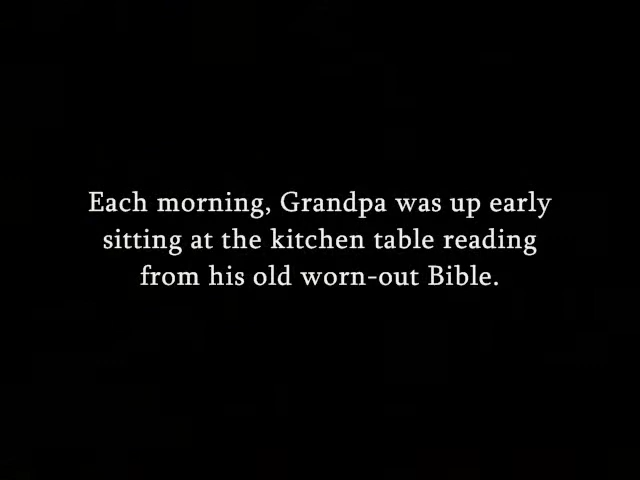 Each morning, Grandpa was up early
sitting at the kitchen table reading
from his old worn-out Bible.